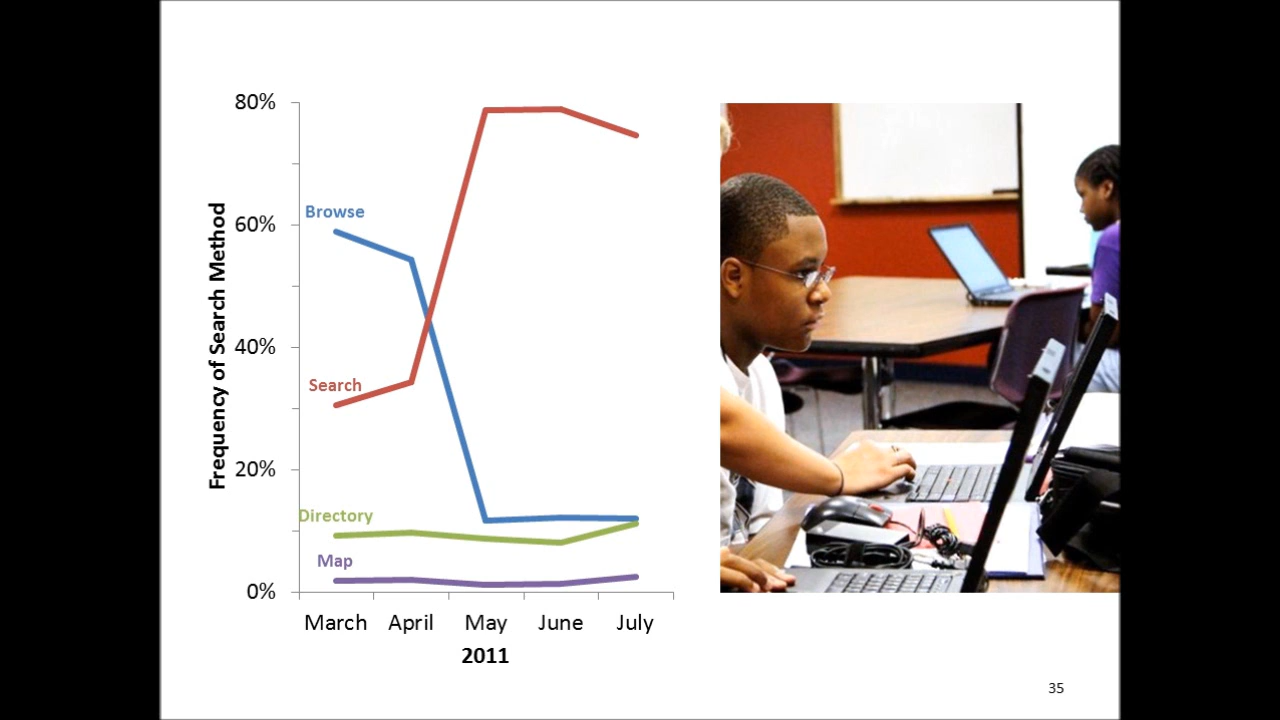 80%
60%
40%
20%
0%
Frequency of Search Method
Browse
Search
Directory
Map
March April May June July
2011
35